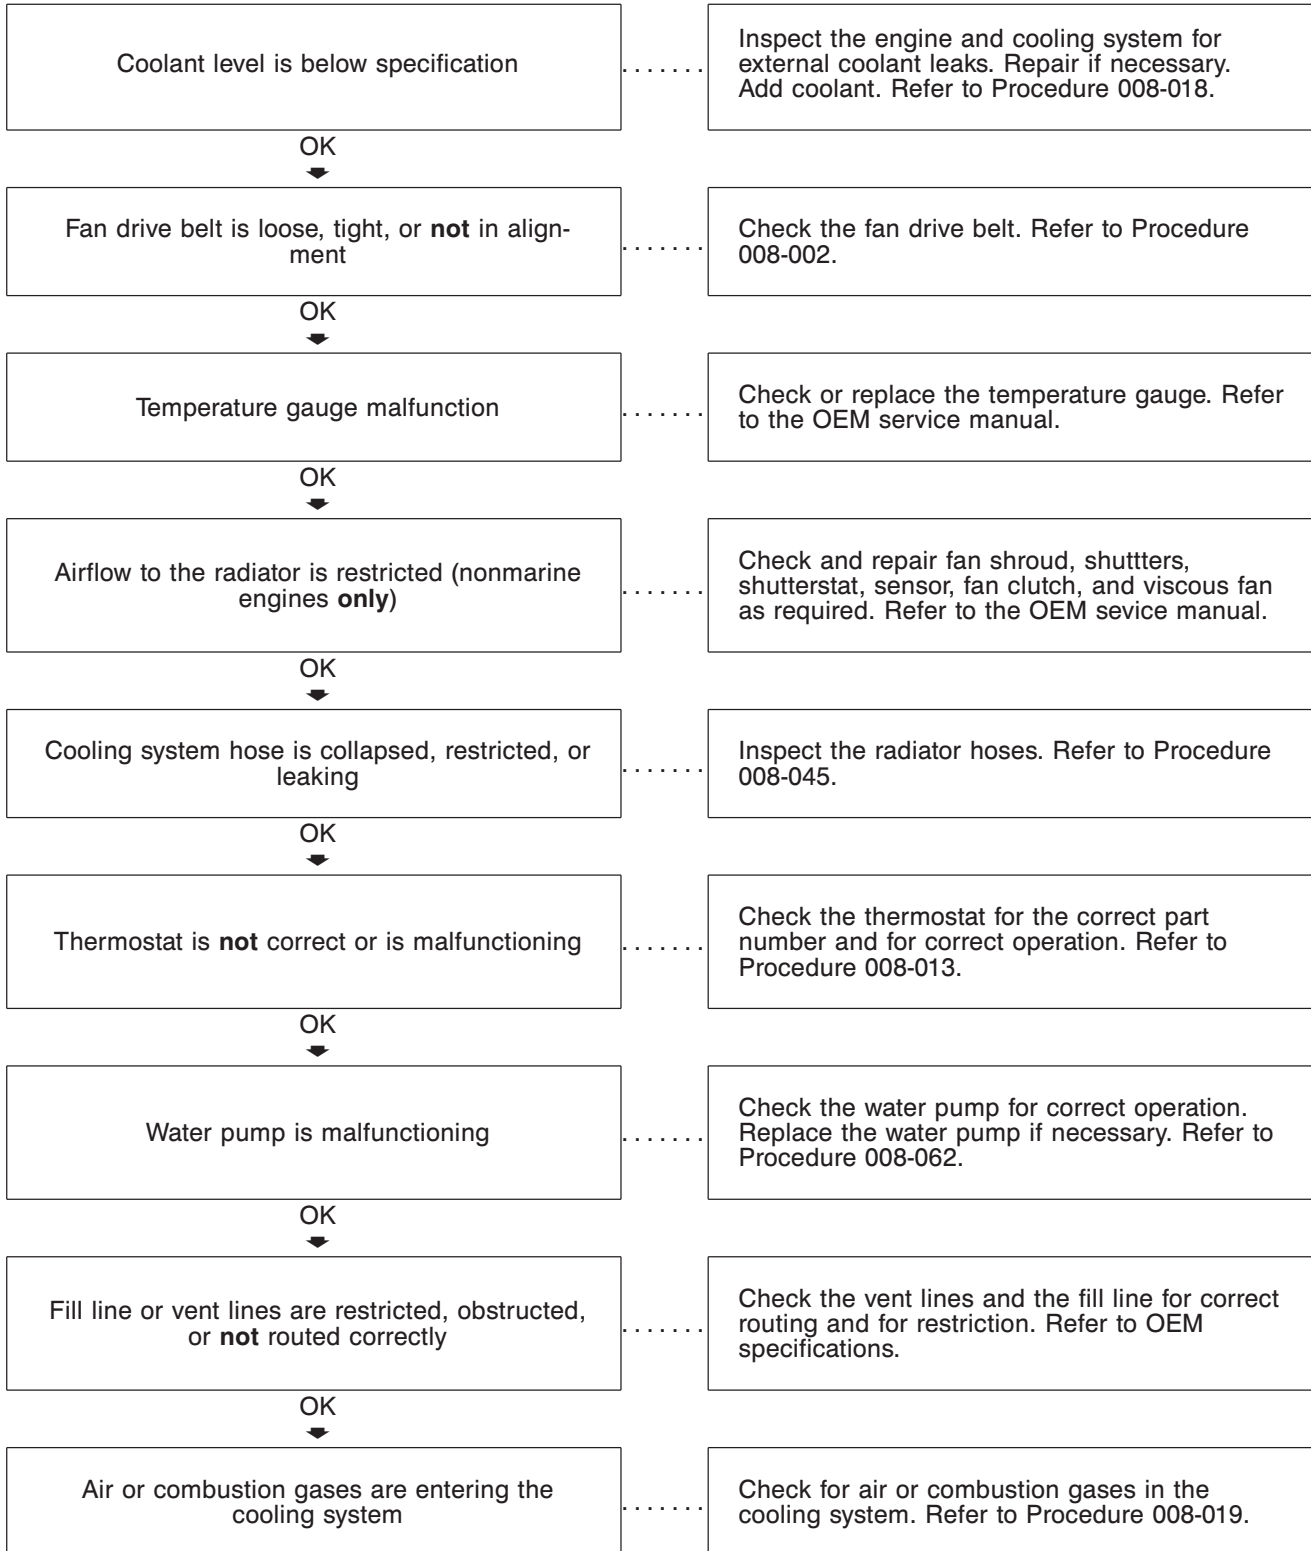 Coolant level is below specification
.......
Inspect the engine and cooling system for
external coolant leaks. Repair if necessary.
Add coolant. Refer to Procedure 008-018.
OK
Fan drive belt is loose, tight, or not in align-
ment
.......
Check the fan drive belt. Refer to Procedure
008-002.
OK
Temperature gauge malfunction
.......
Check or replace the temperature gauge. Refer
to the OEM service manual.
OK
Airflow to the radiator is restricted (nonmarine
engines only)
.......
Check and repair fan shroud, shuttters,
shutterstat, sensor, fan clutch, and viscous fan
as required. Refer to the OEM sevice manual.
OK
Cooling system hose is collapsed, restricted, or
leaking
.......
Inspect the radiator hoses. Refer to Procedure
008-045.
OK
Thermostat is not correct or is malfunctioning
.......
Check the thermostat for the correct part
number and for correct operation. Refer to
Procedure 008-013.
OK
Water pump is malfunctioning
.......
Check the water pump for correct operation.
Replace the water pump if necessary. Refer to
Procedure 008-062.
OK
Fill line or vent lines are restricted, obstructed,
or not routed correctly
.......
Check the vent lines and the fill line for correct
routing and for restriction. Refer to OEM
specifications.
OK
Air or combustion gases are entering the
cooling system
.......
Check for air or combustion gases in the
cooling system. Refer to Procedure 008-019.